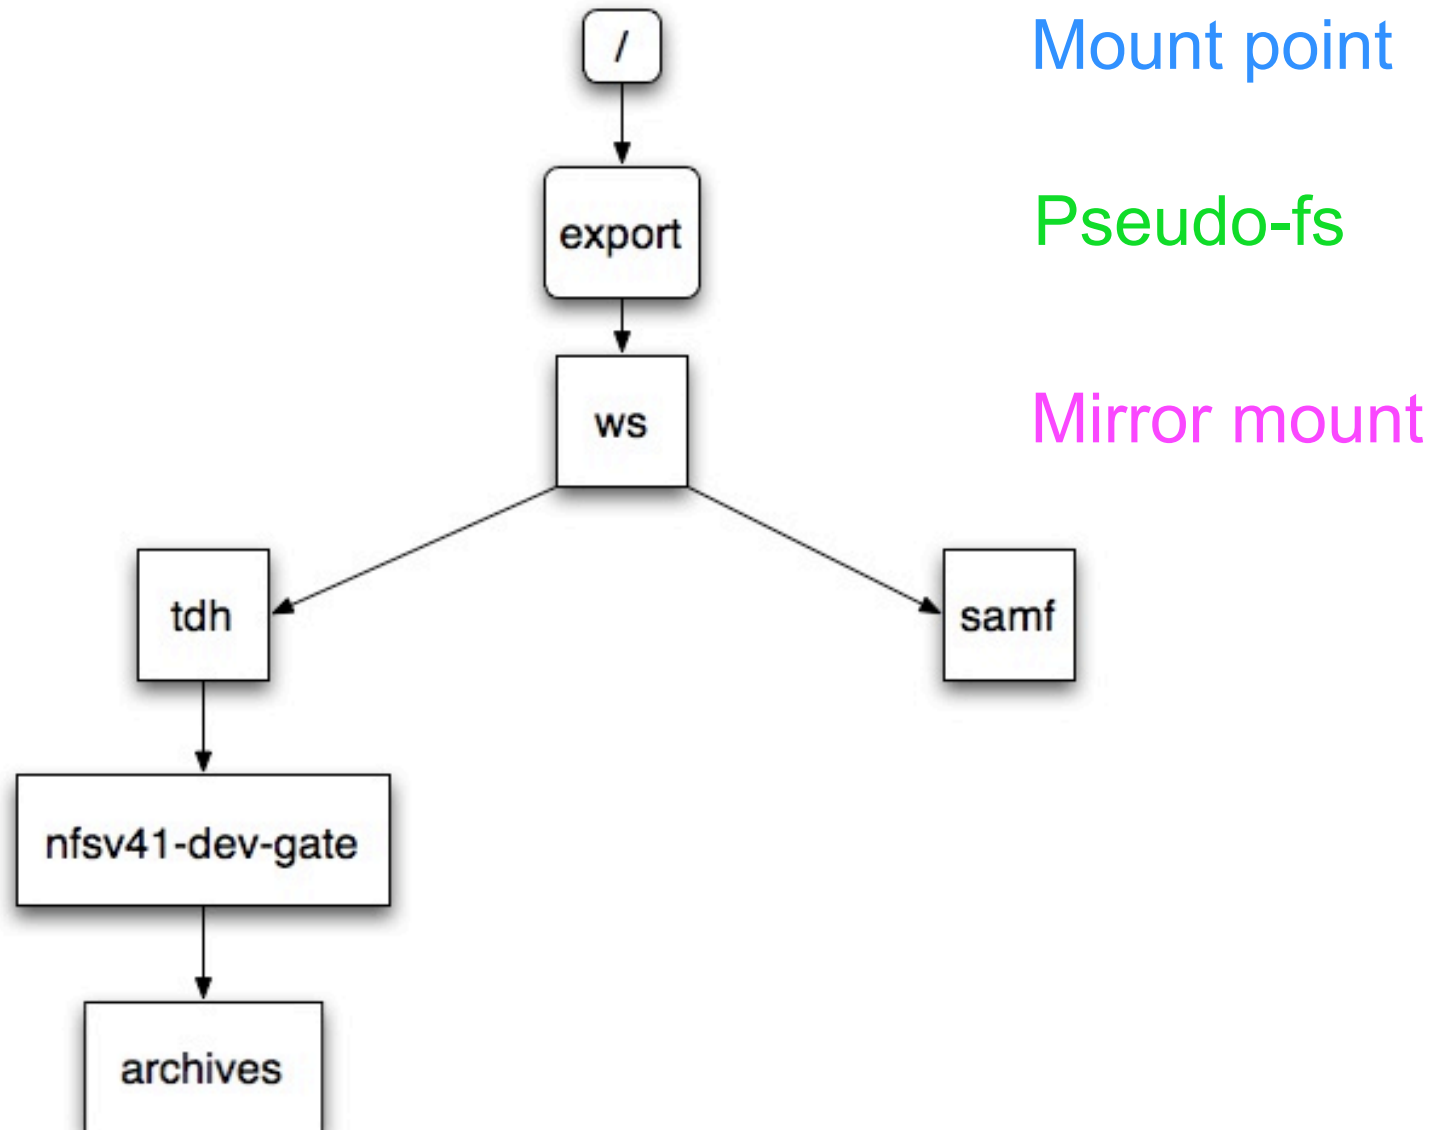 /
Mount point
export
Pseudo-fs
ws
Mirror mount
tdh
samf
nfsv41-dev-gate
archives